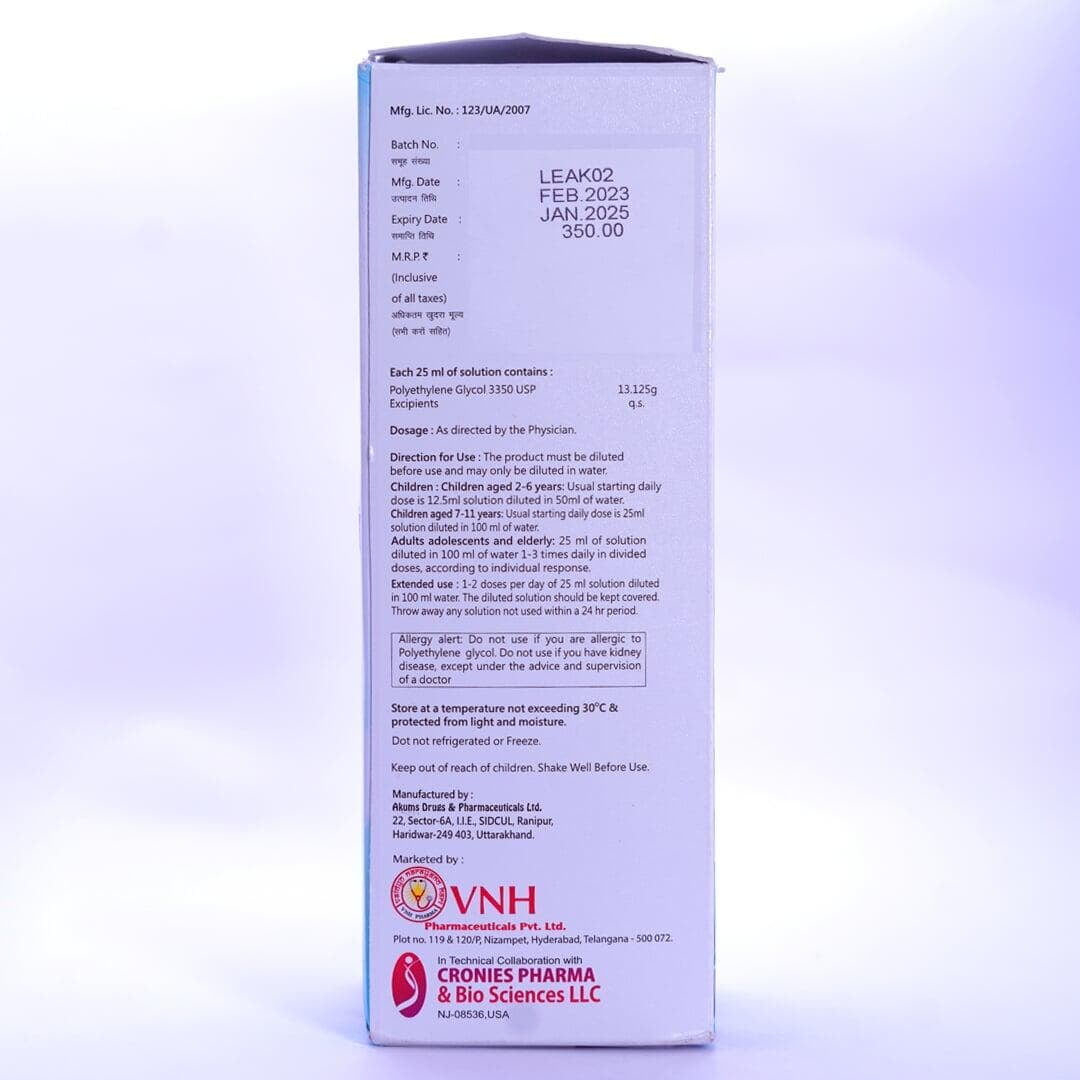 Mfg. Lic. No. : 123/UA/2007
Batch No. :
समूह संख्या
Mfg. Date :
उत्पादन तिथि
Expiry Date :
समाप्ति तिथि
M.R.P. ₹ :
(Inclusive
of all taxes)
अधिकतम खुदरा मूल्य
(सभी करों सहित)
LEAK02
FEB.2023
JAN.2025
350.00
Each 25 ml of solution contains :
Polyethylene Glycol 3350 USP 13.125g
Excipients q.s.
Dosage : As directed by the Physician.
Direction for Use : The product must be diluted
before use and may only be diluted in water.
Children : Children aged 2-6 years: Usual starting daily
dose is 12.5ml solution diluted in 50ml of water.
Children aged 7-11 years: Usual starting daily dose is 25ml
solution diluted in 100 ml of water.
Adults adolescents and elderly: 25 ml of solution
diluted in 100 ml of water 1-3 times daily in divided
doses, according to individual response.
Extended use : 1-2 doses per day of 25 ml solution diluted
in 100 ml water. The diluted solution should be kept covered.
Throw away any solution not used within a 24 hr period.
Allergy alert: Do not use if you are allergic to
Polyethylene glycol. Do not use if you have kidney
disease, except under the advice and supervision
of a doctor
Store at a temperature not exceeding 30°C &
protected from light and moisture.
Dot not refrigerated or Freeze.
Keep out of reach of children. Shake Well Before Use.
Manufactured by :
Akums Drugs & Pharmaceuticals Ltd.
22, Sector-6A, I.I.E., SIDCUL, Ranipur,
Haridwar-249 403, Uttarakhand.
Marketed by :
VNH PHARMA
VNH
Pharmaceuticals Pvt. Ltd.
Plot no. 119 & 120/P, Nizampet, Hyderabad, Telangana - 500 072.
In Technical Collaboration with
CRONIES PHARMA
& Bio Sciences LLC
NJ-08536,USA